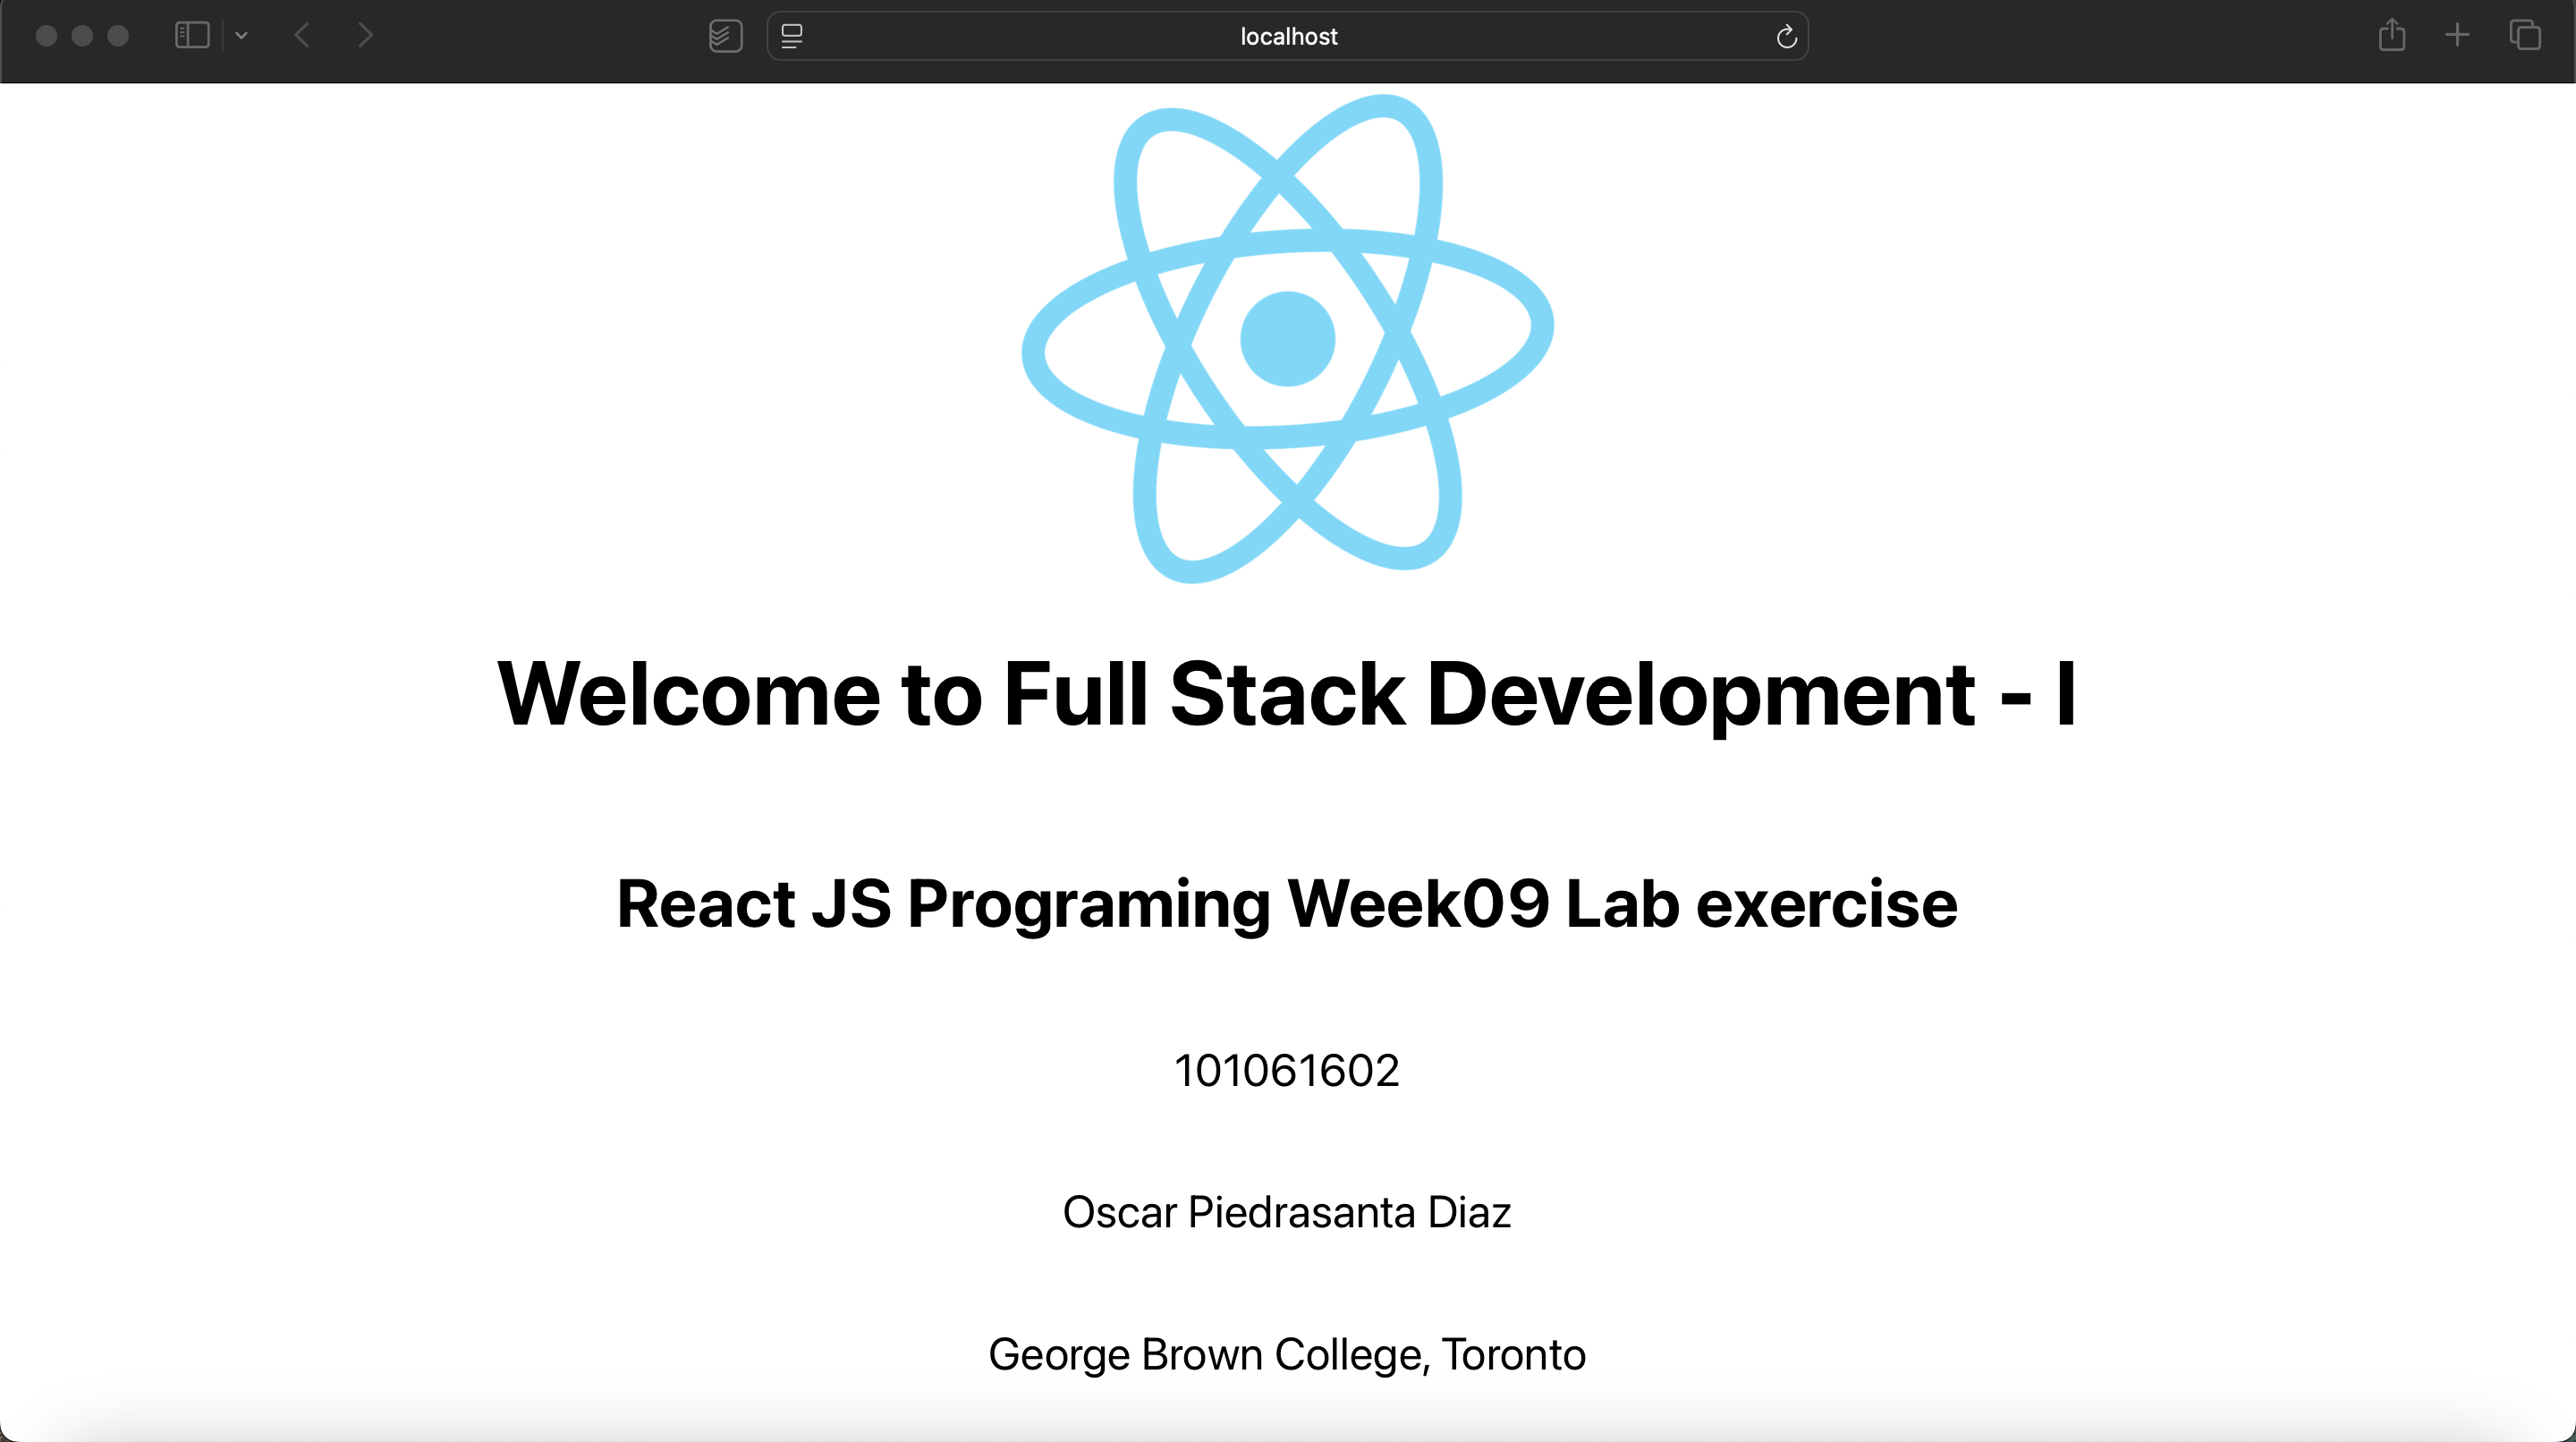 localhost
Welcome to Full Stack Development - I
React JS Programing Week09 Lab exercise
101061602
Oscar Piedrasanta Diaz
George Brown College, Toronto